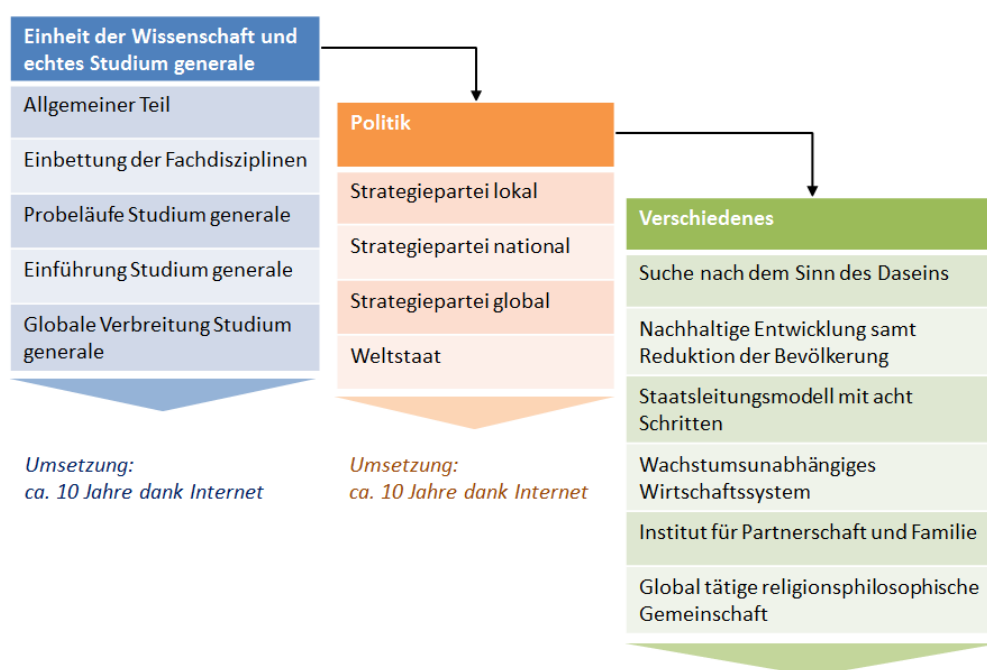 Einheit der Wissenschaft und
echtes Studium generale
Allgemeiner Teil
Einbettung der Fachdisziplinen
Probeläufe Studium generale
Einführung Studium generale
Globale Verbreitung Studium
generale
Umsetzung:
ca. 10 Jahre dank Internet
Politik
Strategiepartei lokal
Strategiepartei national
Strategiepartei global
Weltstaat
Umsetzung:
ca. 10 Jahre dank Internet
Verschiedenes
Suche nach dem Sinn des Daseins
Nachhaltige Entwicklung samt
Reduktion der Bevölkerung
Staatsleitungsmodell mit acht
Schritten
Wachstumsunabhängiges
Wirtschaftssystem
Institut für Partnerschaft und Familie
Global tätige religionsphilosophische
Gemeinschaft